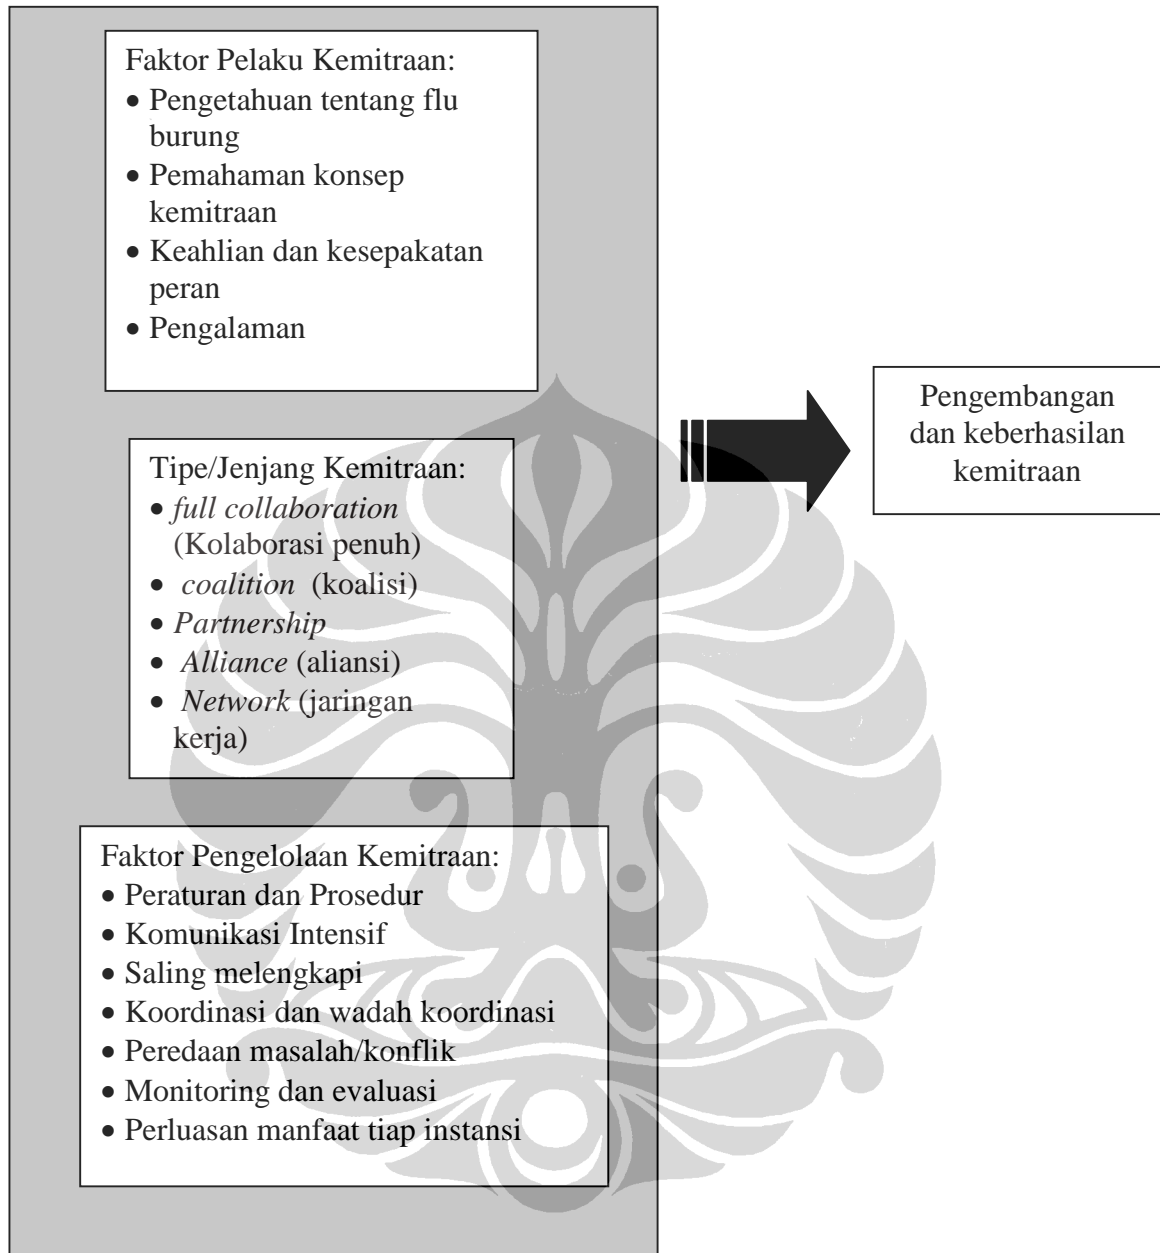 Faktor Pelaku Kemitraan:
• Pengetahuan tentang flu
burung
• Pemahaman konsep
kemitraan
• Keahlian dan kesepakatan
peran
• Pengalaman
Tipe/Jenjang Kemitraan:
• full collaboration
(Kolaborasi penuh)
• coalition (koalisi)
• Partnership
• Alliance (aliansi)
• Network (jaringan
kerja)
Faktor Pengelolaan Kemitraan:
• Peraturan dan Prosedur
• Komunikasi Intensif
• Saling melengkapi
• Koordinasi dan wadah koordinasi
• Peredaan masalah/konflik
• Monitoring dan evaluasi
• Perluasan manfaat tiap instansi
Pengembangan
dan keberhasilan
kemitraan